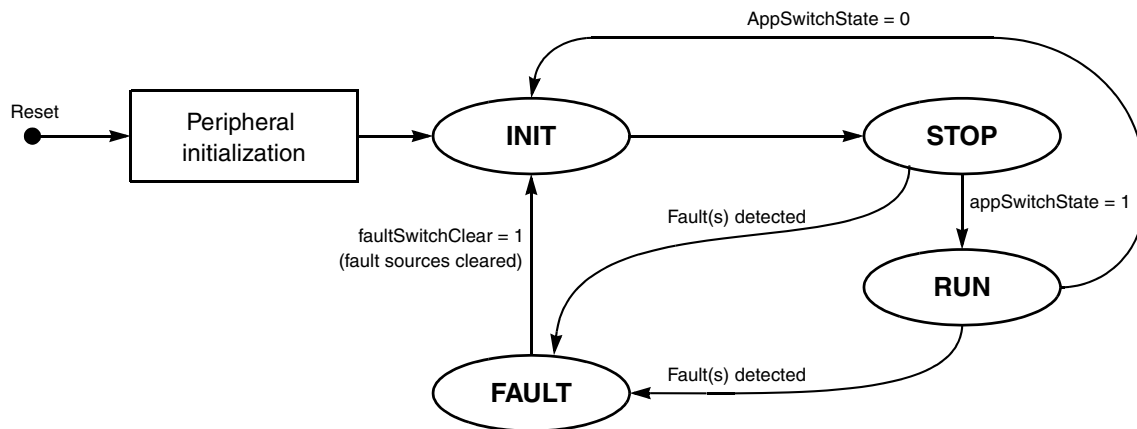 AppSwitchState = 0
Reset
Peripheral
initialization
INIT
STOP
appSwitchState = 1
Fault(s) detected
faultSwitchClear = 1
(fault sources cleared)
RUN
Fault(s) detected
FAULT